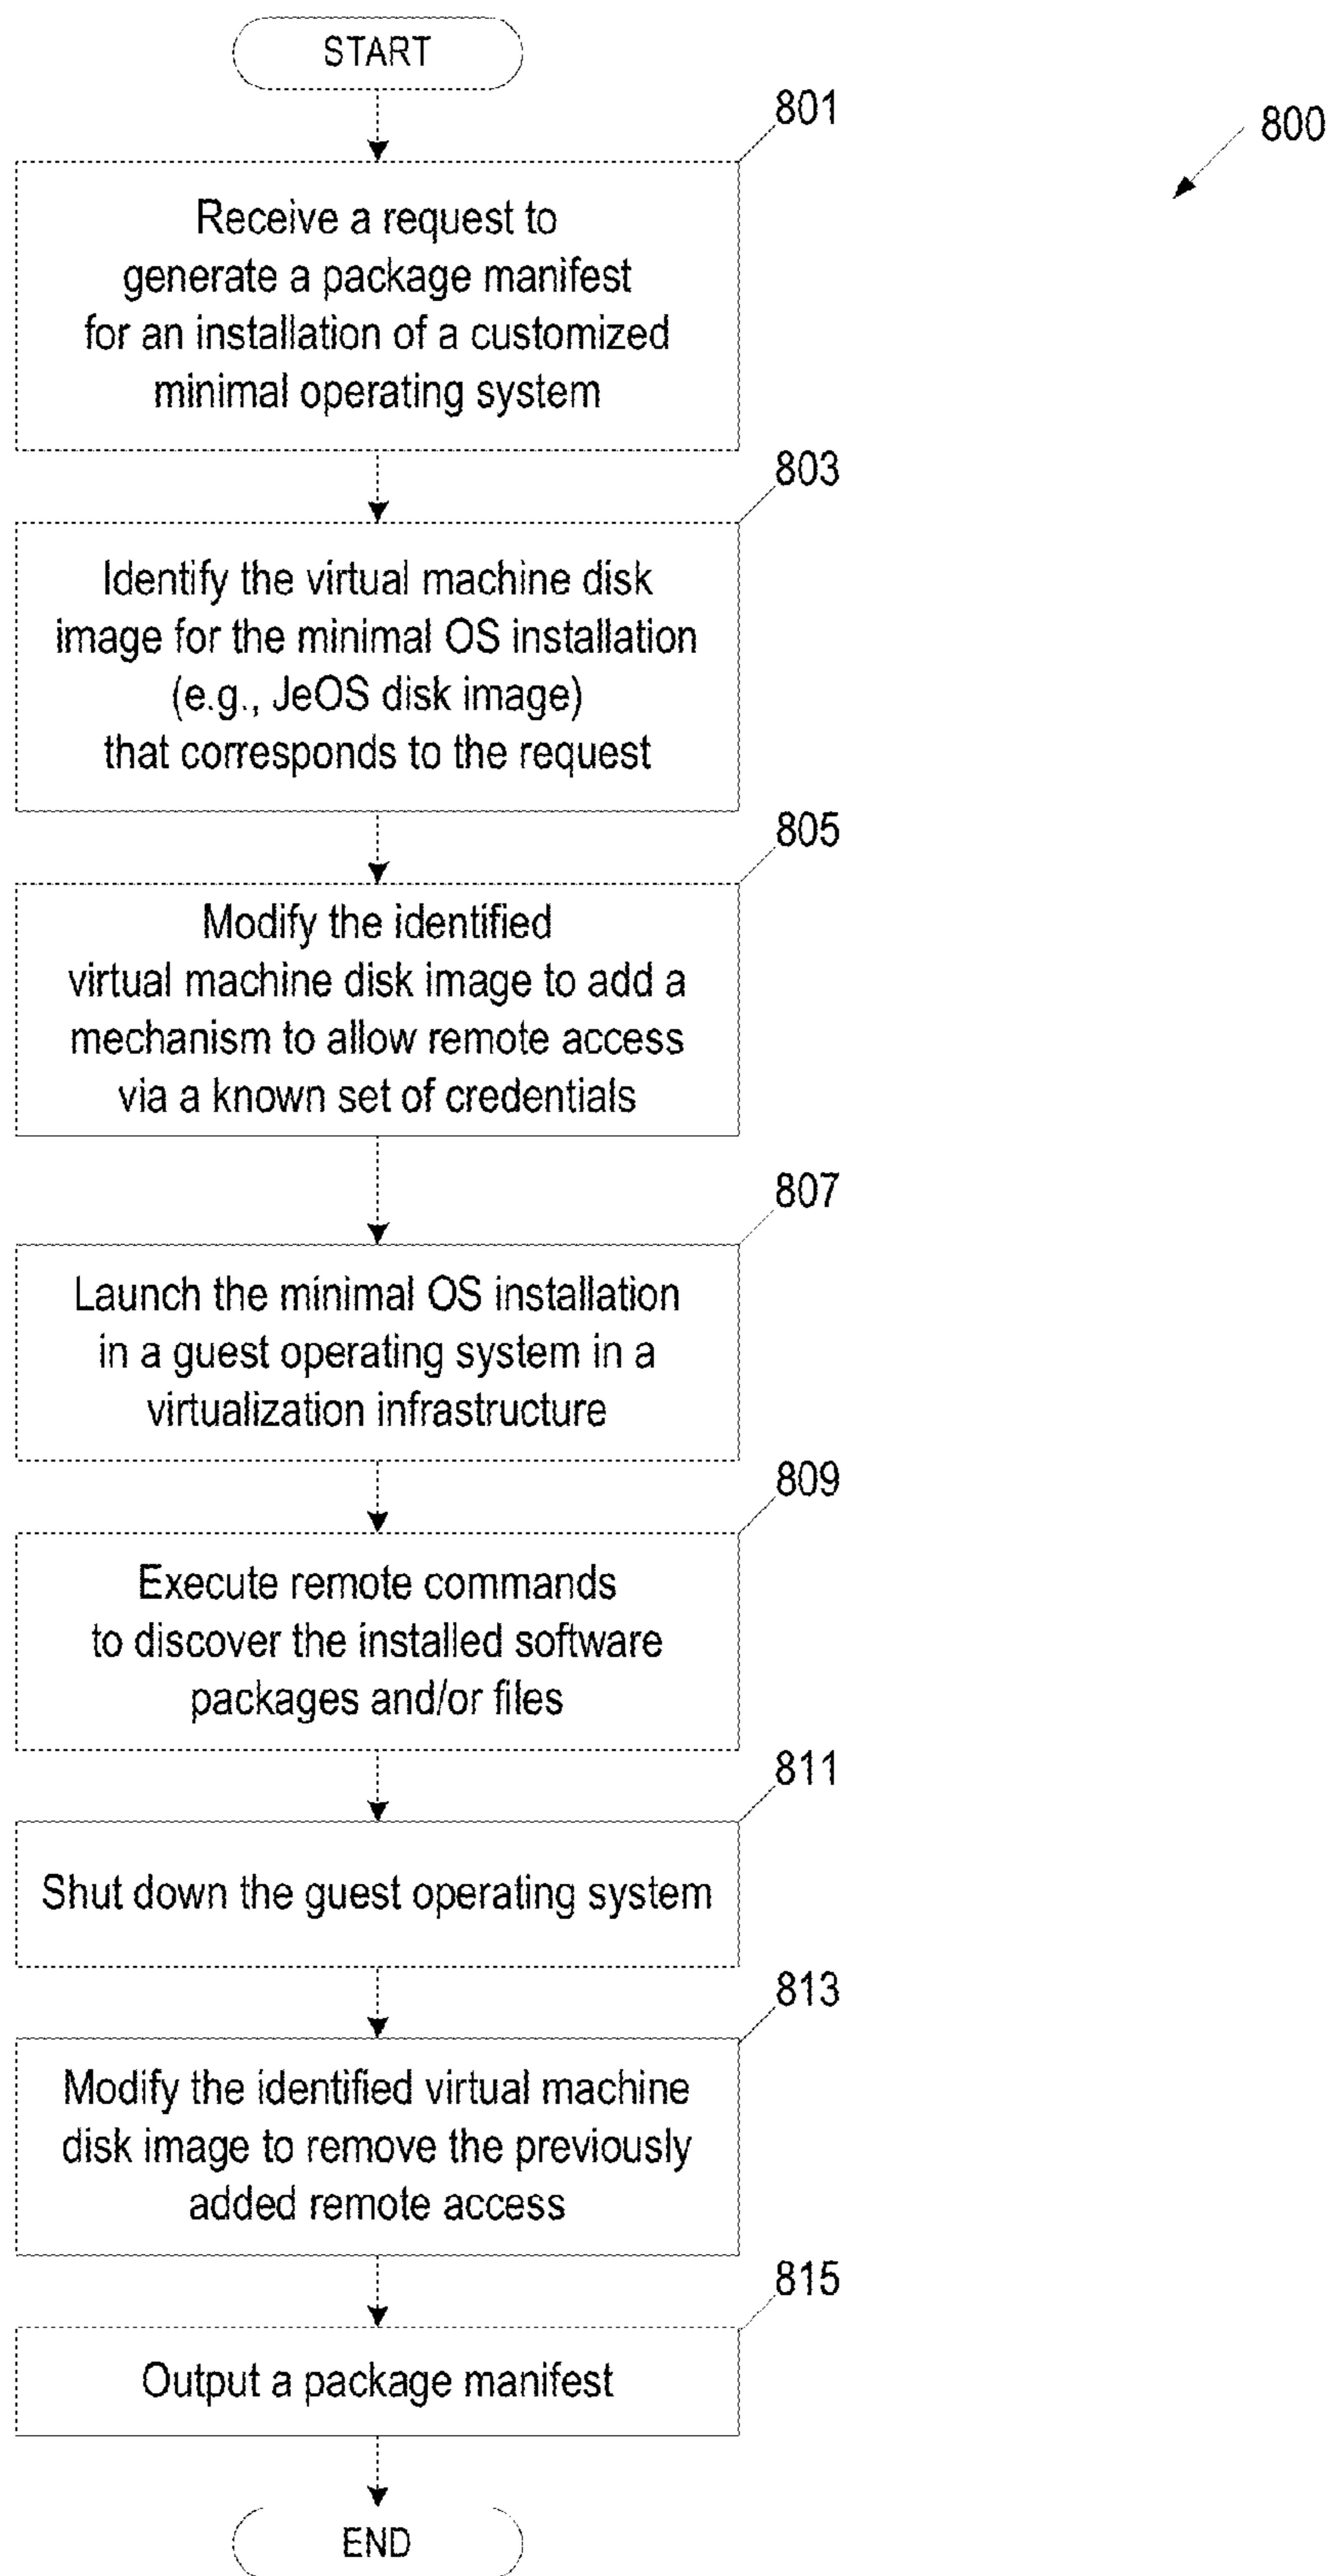 START
801
800
Receive a request to
generate a package manifest
for an installation of a customized
minimal operating system
803
Identify the virtual machine disk
image for the minimal OS installation
(e.g., JeOS disk image)
that corresponds to the request
805
Modify the identified
virtual machine disk image to add a
mechanism to allow remote access
via a known set of credentials
807
Launch the minimal OS installation
in a guest operating system in a
virtualization infrastructure
809
Execute remote commands
to discover the installed software
packages and/or files
811
Shut down the guest operating system
813
Modify the identified virtual machine
disk image to remove the previously
added remote access
815
Output a package manifest
END